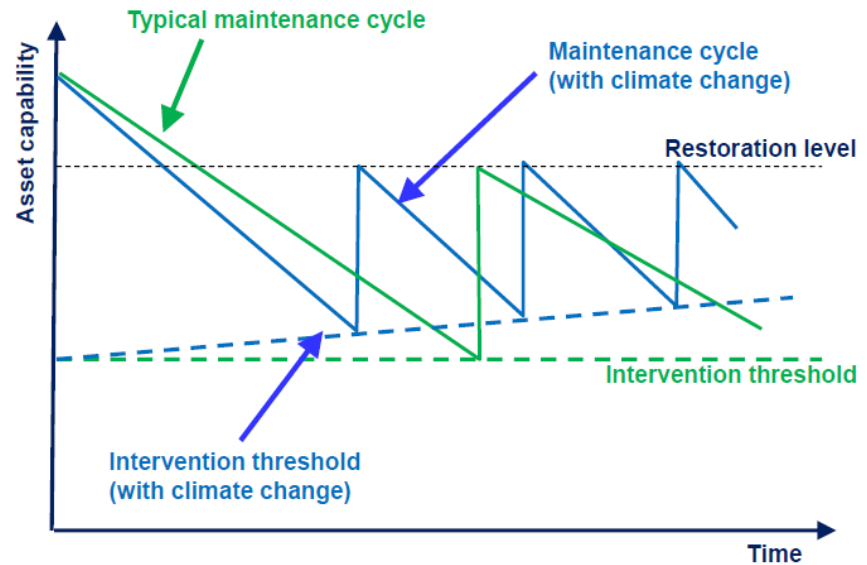 Typical maintenance cycle
Maintenance cycle
(with climate change)
Asset capability
Restoration level
Intervention threshold
Intervention threshold
(with climate change)
Time